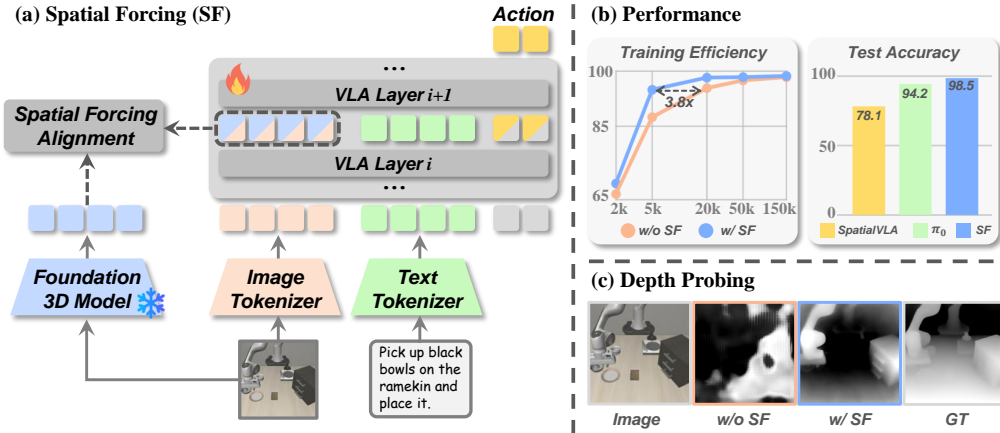 (a) Spatial Forcing (SF)
Action
...
VLA Layer i+1
Spatial Forcing
Alignment
VLA Layer i
...
Foundation
3D Model
Image
Tokenizer
Text
Tokenizer
Pick up black
bowls on the
ramekin and
place it.
(b) Performance
Training Efficiency
100
85
65
3.8x
2k
5k
20k
50k
150k
w/o SF
w/ SF
Test Accuracy
100
50
0
78.1
94.2
98.5
SpatialVLA
π0
SF
(c) Depth Probing
Image
w/o SF
w/ SF
GT